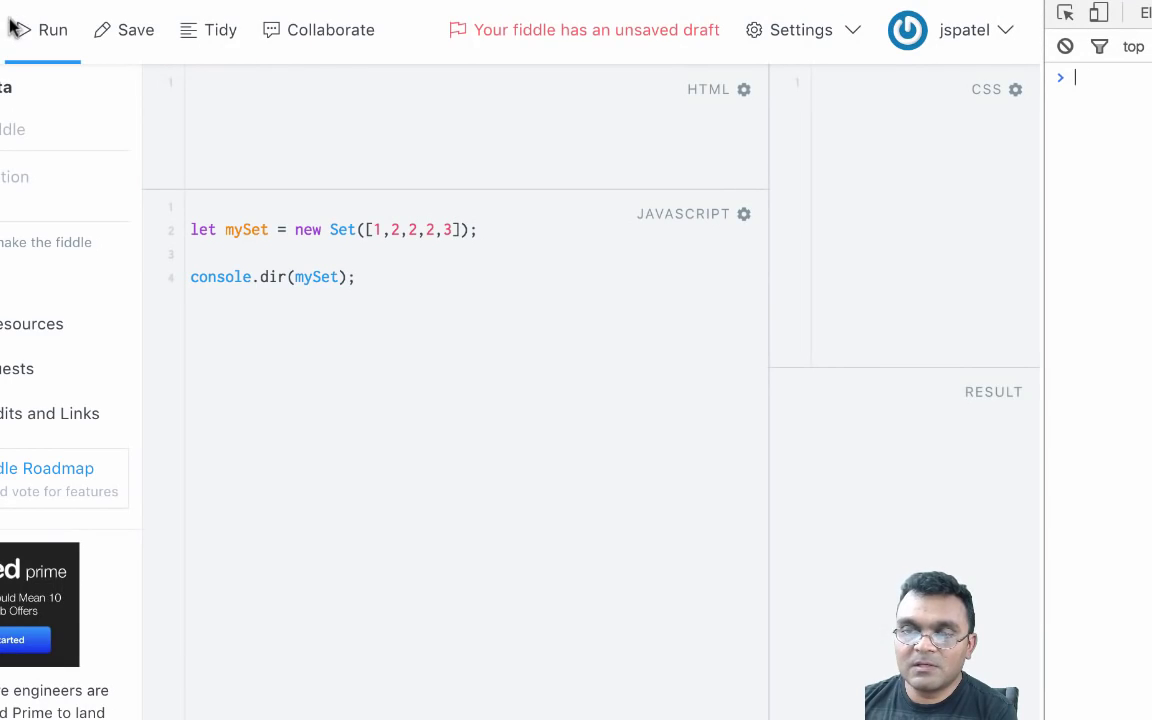 Run Save Tidy Collaborate Your fiddle has an unsaved draft Settings jspatel
El
top
>
ta
ddle
tion
make the fiddle
esources
uests
dits and Links
dle Roadmap
d vote for features
ed prime
ould Mean 10
b Offers
tarted
re engineers are
d Prime to land
1
HTML
1
CSS
1
JAVASCRIPT
2 let mySet = new Set([1,2,2,2,3]);
3
4 console.dir(mySet);
RESULT